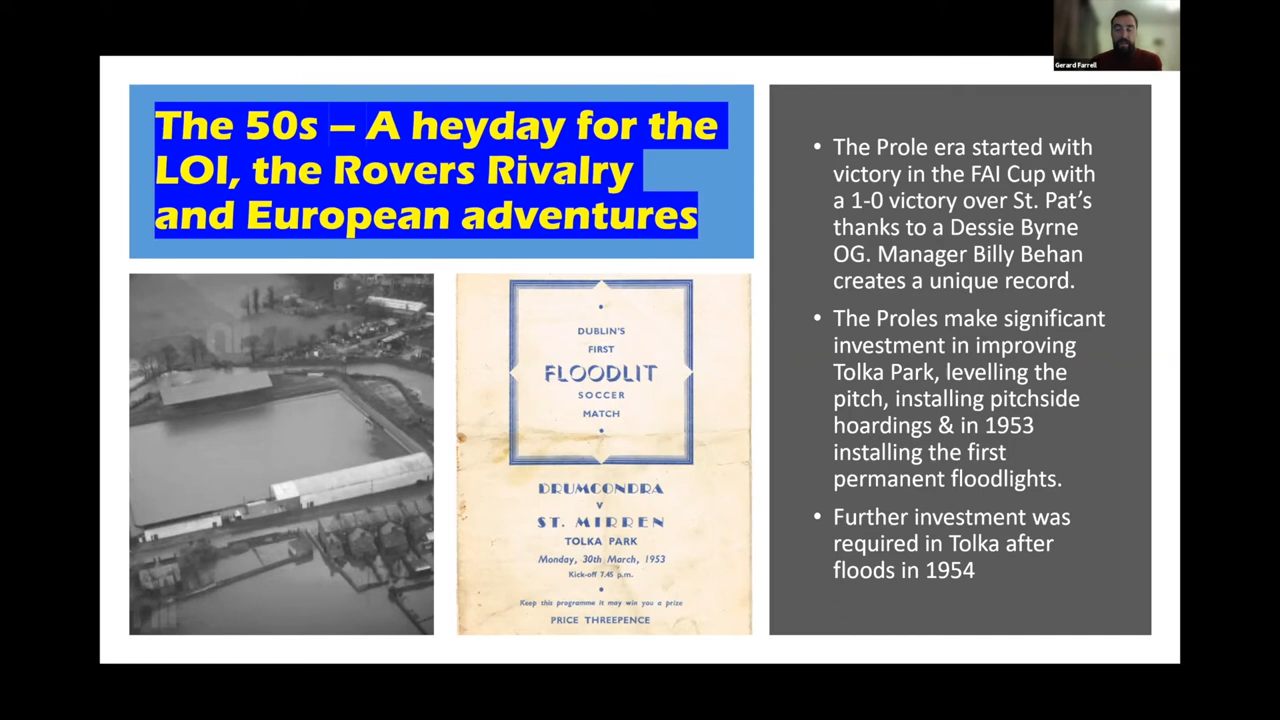 Gerard Farrell
The 50s – A heyday for the
LOI, the Rovers Rivalry
and European adventures
• The Prole era started with
victory in the FAI Cup with
a 1-0 victory over St. Pat’s
thanks to a Dessie Byrne
OG. Manager Billy Behan
creates a unique record.
• The Proles make significant
investment in improving
Tolka Park, levelling the
pitch, installing pitchside
hoardings & in 1953
installing the first
permanent floodlights.
• Further investment was
required in Tolka after
floods in 1954
DUBLIN'S
FIRST
FLOODLIT
SOCCER
MATCH
DRUMCONDRA
v
ST. MIRREN
TOLKA PARK
Monday, 30th March, 1953
Kick-off 7.45 p.m.
Keep this programme it may win you a prize
PRICE THREEPENCE